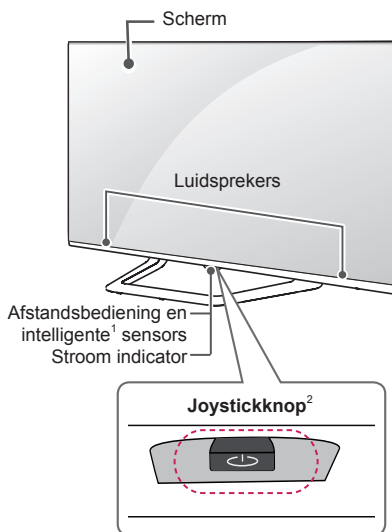 Scherm
Luidsprekers
Afstandsbediening en
intelligente¹ sensors
Stroom indicator
Joystickknop²